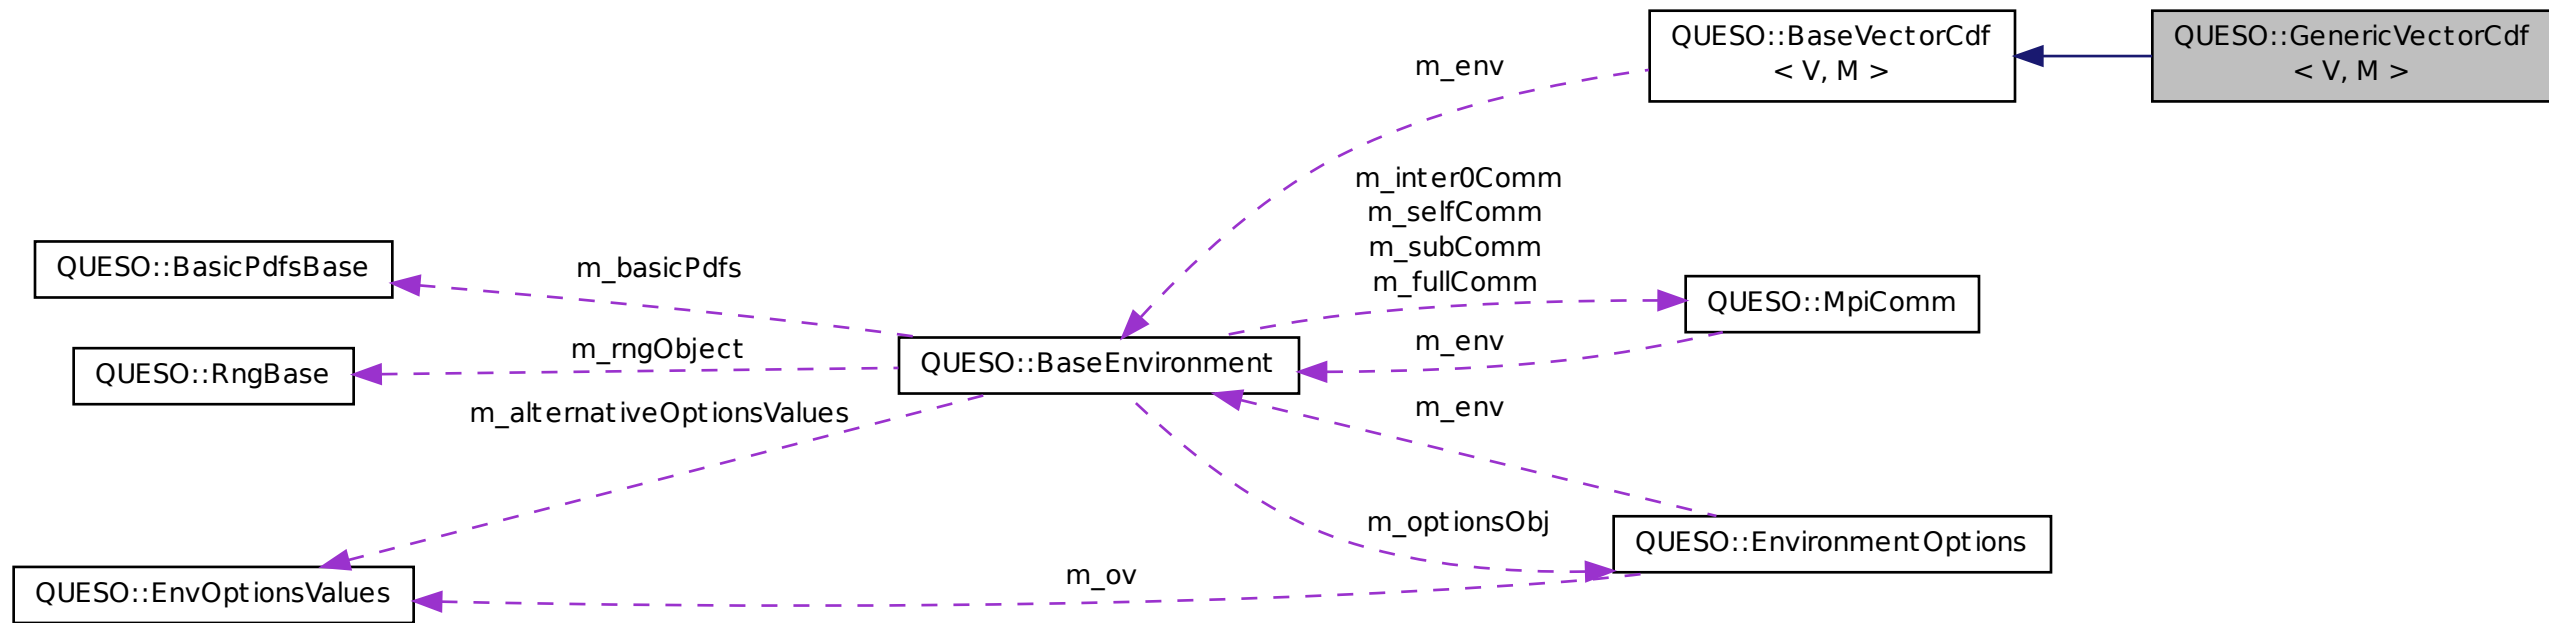 QUESO::BaseVectorCdf
< V, M >
QUESO::GenericVectorCdf
< V, M >
m_env
m_inter0Comm
m_selfComm
m_subComm
m_fullComm
QUESO::BasicPdfsBase
m_basicPdfs
QUESO::MpiComm
m_env
QUESO::RngBase
m_rngObject
QUESO::BaseEnvironment
m_alternativeOptionsValues
m_env
m_optionsObj
QUESO::EnvironmentOptions
m_ov
QUESO::EnvOptionsValues